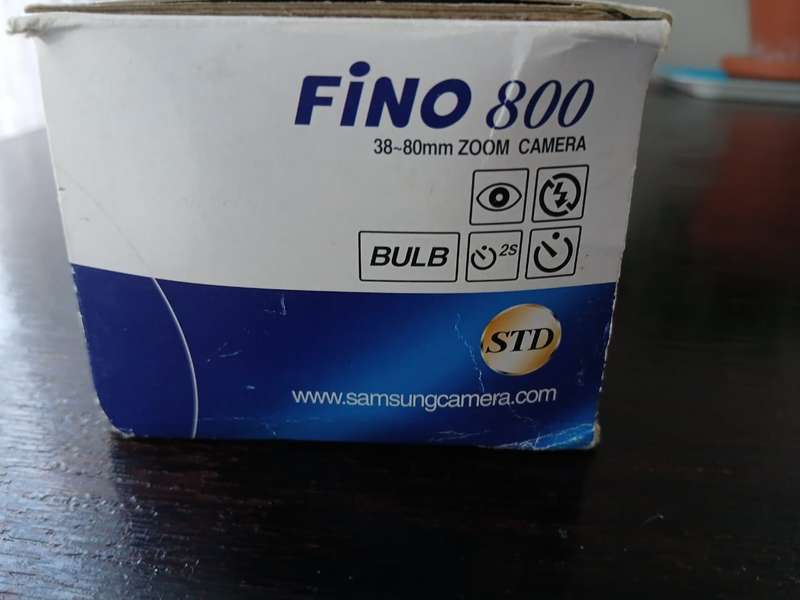 FiNO 800
38~80mm ZOOM CAMERA
BULB
2S
STD
www.samsungcamera.com